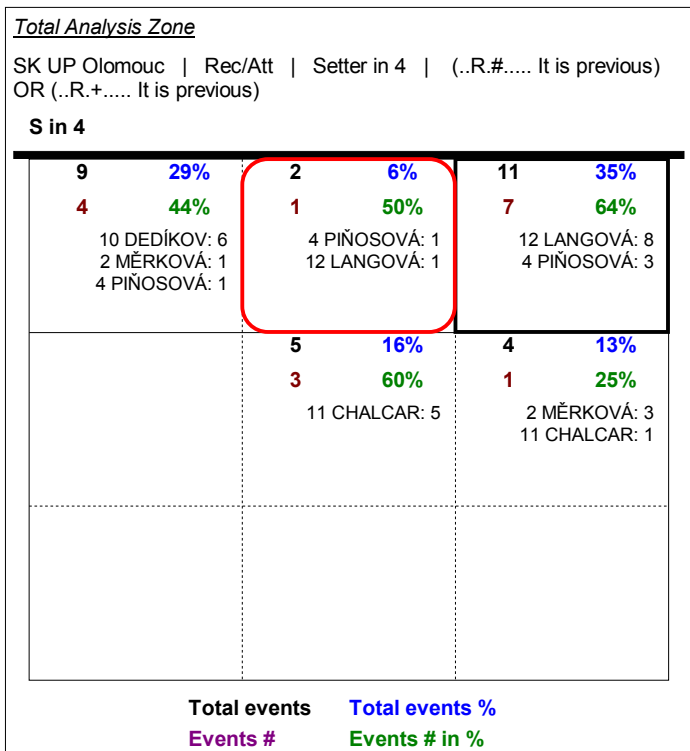 Total Analysis Zone
SK UP Olomouc | Rec/Att | Setter in 4 | (..R.#..... It is previous)
OR (..R.+..... It is previous)
S in 4
9 29% 2 6% 11 35%
4 44% 1 50% 7 64%
10 DEDÍKOV: 6 4 PIŇOSOVÁ: 1 12 LANGOVÁ: 8
2 MĚRKOVÁ: 1 12 LANGOVÁ: 1 4 PIŇOSOVÁ: 3
4 PIŇOSOVÁ: 1
5 16% 4 13%
3 60% 1 25%
11 CHALCAR: 5 2 MĚRKOVÁ: 3
11 CHALCAR: 1
Total events Total events %
Events # Events # in %